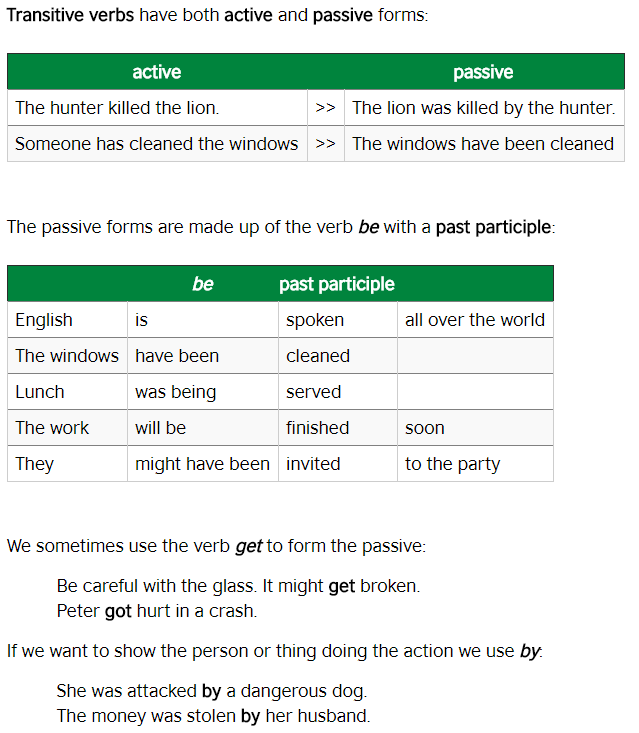 Transitive verbs have both active and passive forms:
active passive
The hunter killed the lion. >> The lion was killed by the hunter.
Someone has cleaned the windows >> The windows have been cleaned
The passive forms are made up of the verb be with a past participle:
be past participle
English is spoken all over the world
The windows have been cleaned
Lunch was being served
The work will be finished soon
They might have been invited to the party
We sometimes use the verb get to form the passive:
Be careful with the glass. It might get broken.
Peter got hurt in a crash.
If we want to show the person or thing doing the action we use by:
She was attacked by a dangerous dog.
The money was stolen by her husband.